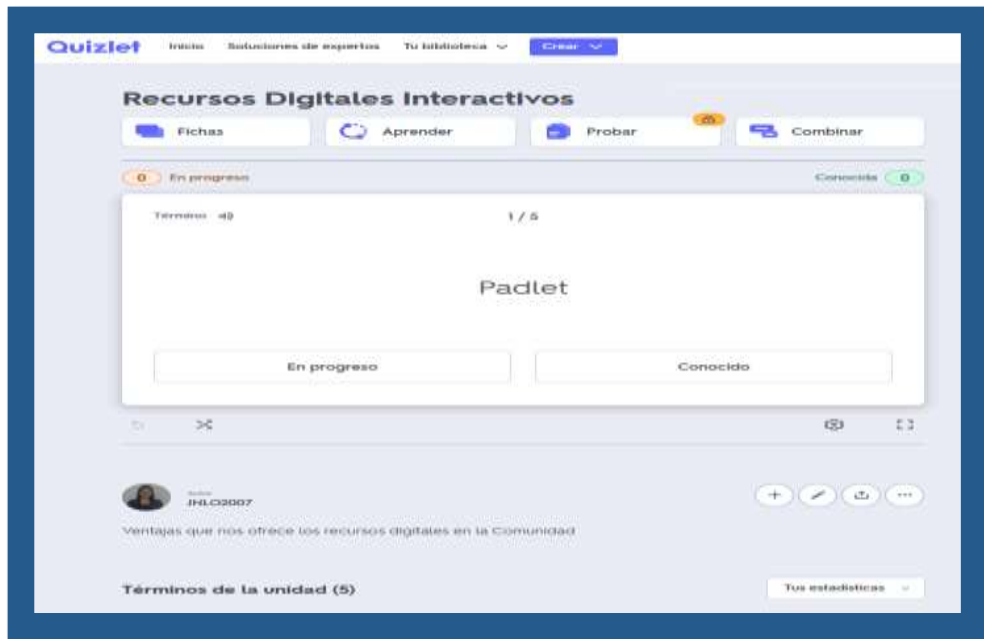 Quizlet Inicio Soluciones de expertos Tu biblioteca Crear
Recursos Digitales Interactivos
Fichas Aprender Probar Combinar
0 En progreso Conocida 0
Término 1 / 5
Padlet
En progreso Conocido
JHLO2007
Ventajas que nos ofrece los recursos digitales en la Comunidad
Términos de la unidad (5) Tus estadísticas